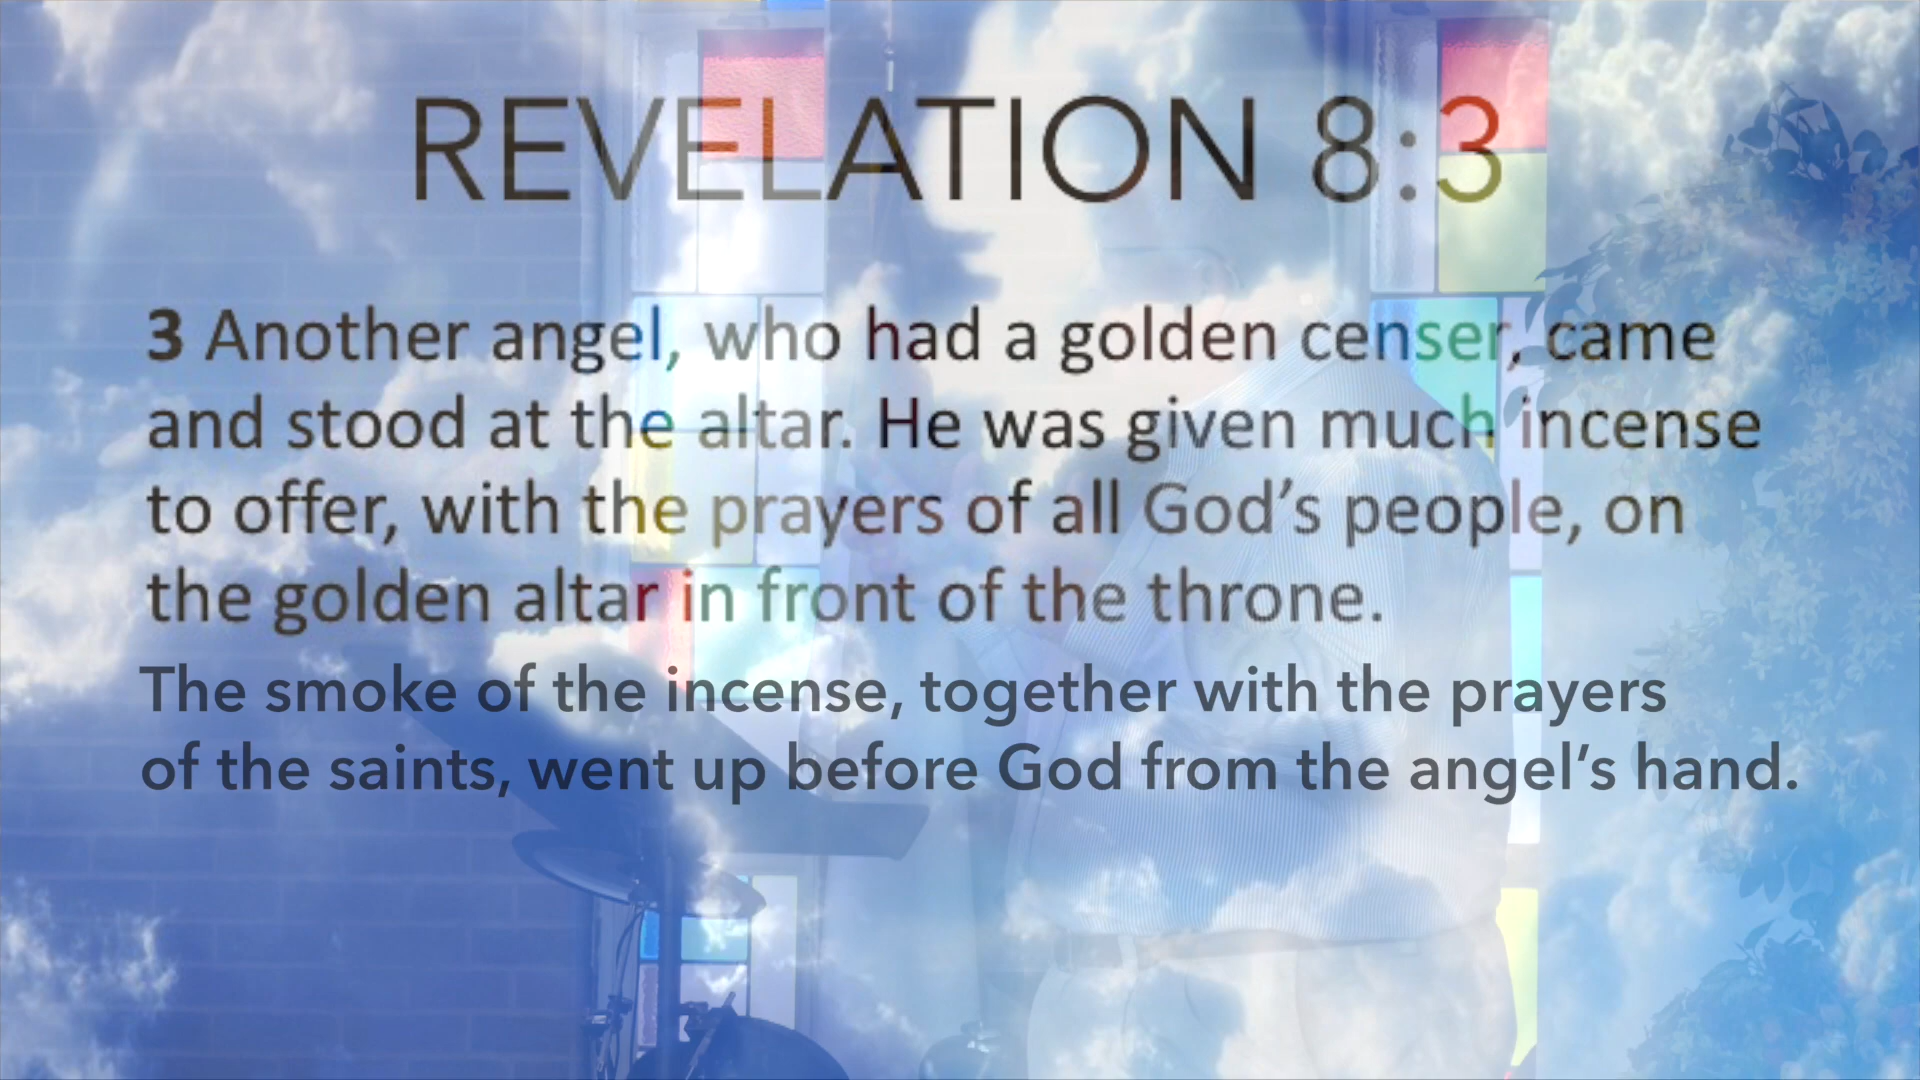 REVELATION 8:3
3 Another angel, who had a golden censer, came
and stood at the altar. He was given much incense
to offer, with the prayers of all God’s people, on
the golden altar in front of the throne.
The smoke of the incense, together with the prayers
of the saints, went up before God from the angel’s hand.